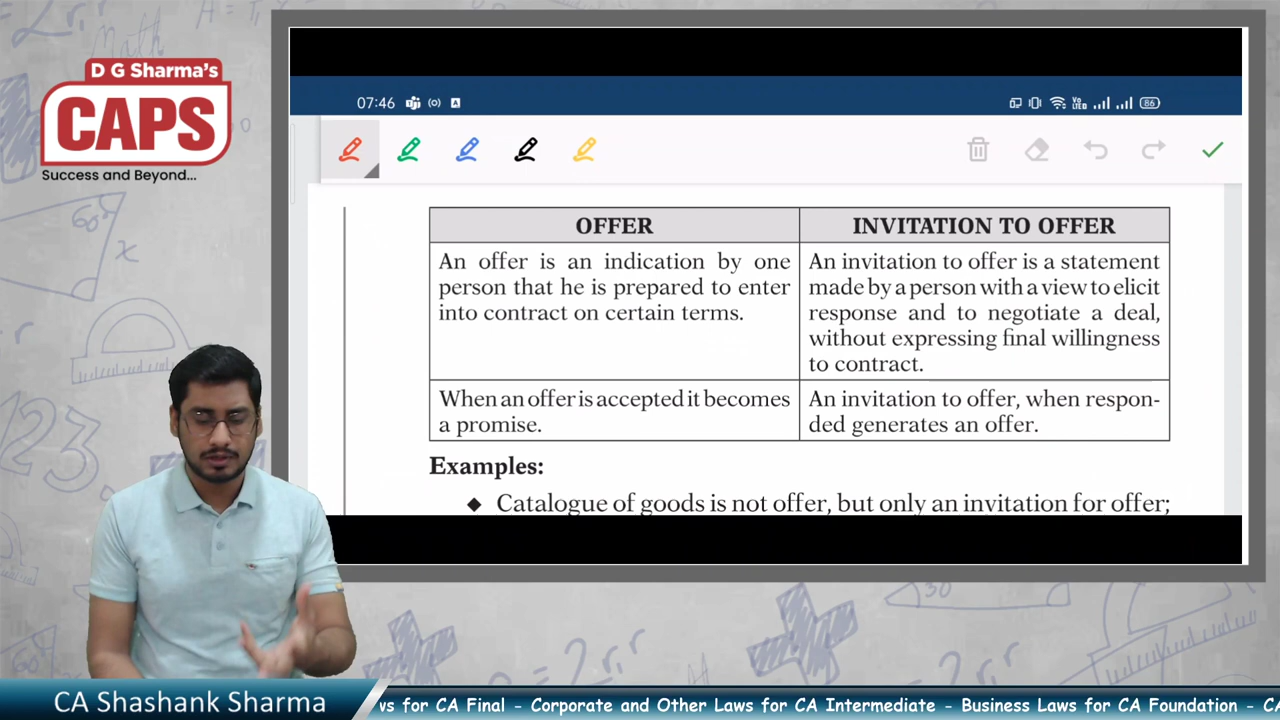 D G Sharma's
CAPS
Success and Beyond...
07:46
86
OFFER
INVITATION TO OFFER
An offer is an indication by one
person that he is prepared to enter
into contract on certain terms.
An invitation to offer is a statement
made by a person with a view to elicit
response and to negotiate a deal,
without expressing final willingness
to contract.
When an offer is accepted it becomes
a promise.
An invitation to offer, when respon-
ded generates an offer.
Examples:
◆ Catalogue of goods is not offer, but only an invitation for offer;
CA Shashank Sharma
ws for CA Final - Corporate and Other Laws for CA Intermediate - Business Laws for CA Foundation - CA